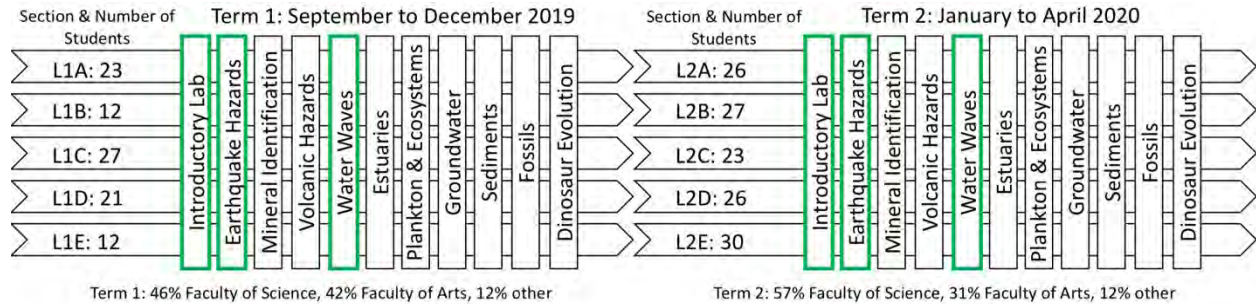 Section & Number of
Students
Term 1: September to December 2019
L1A: 23
L1B: 12
L1C: 27
L1D: 21
L1E: 12
Introductory Lab
Earthquake Hazards
Mineral Identification
Volcanic Hazards
Water Waves
Estuaries
Plankton & Ecosystems
Groundwater
Sediments
Fossils
Dinosaur Evolution
Term 1: 46% Faculty of Science, 42% Faculty of Arts, 12% other
Section & Number of
Students
Term 2: January to April 2020
L2A: 26
L2B: 27
L2C: 23
L2D: 26
L2E: 30
Introductory Lab
Earthquake Hazards
Mineral Identification
Volcanic Hazards
Water Waves
Estuaries
Plankton & Ecosystems
Groundwater
Sediments
Fossils
Dinosaur Evolution
Term 2: 57% Faculty of Science, 31% Faculty of Arts, 12% other